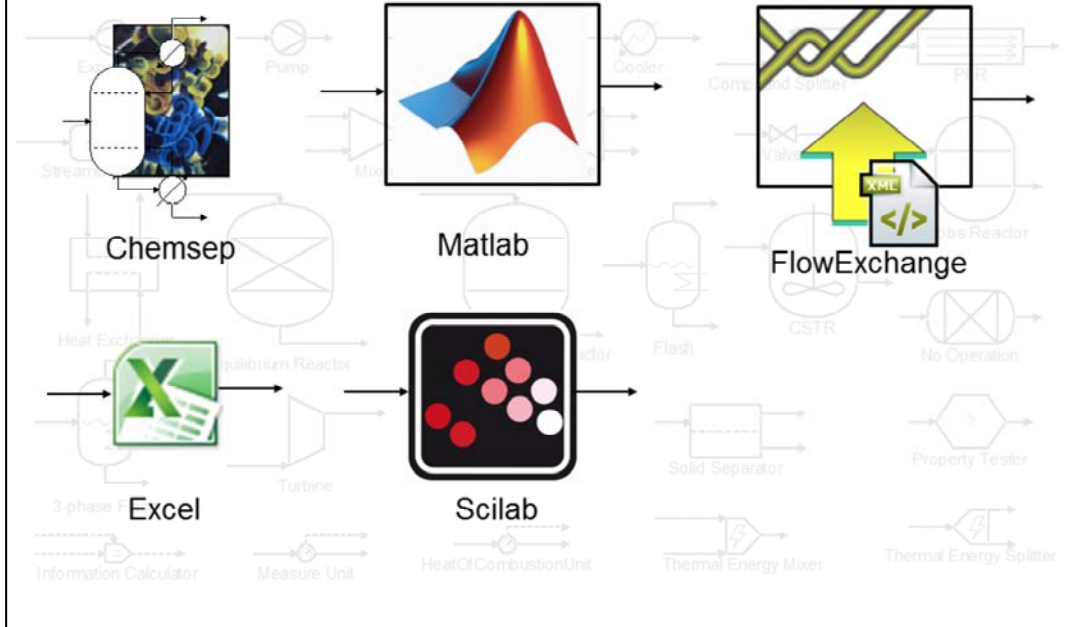 Pump
Cooler
Compound Splitter
PFR
Valve
XML
</>
Chemsep
Matlab
FlowExchange
CSTR
Flash
No Operation
Heat Exchanger
Equilibrium Reactor
Turbine
Solid Separator
Property Tester
Excel
Scilab
Information Calculator
Measure Unit
HeatOfCombustionUnit
Thermal Energy Mixer
Thermal Energy Splitter